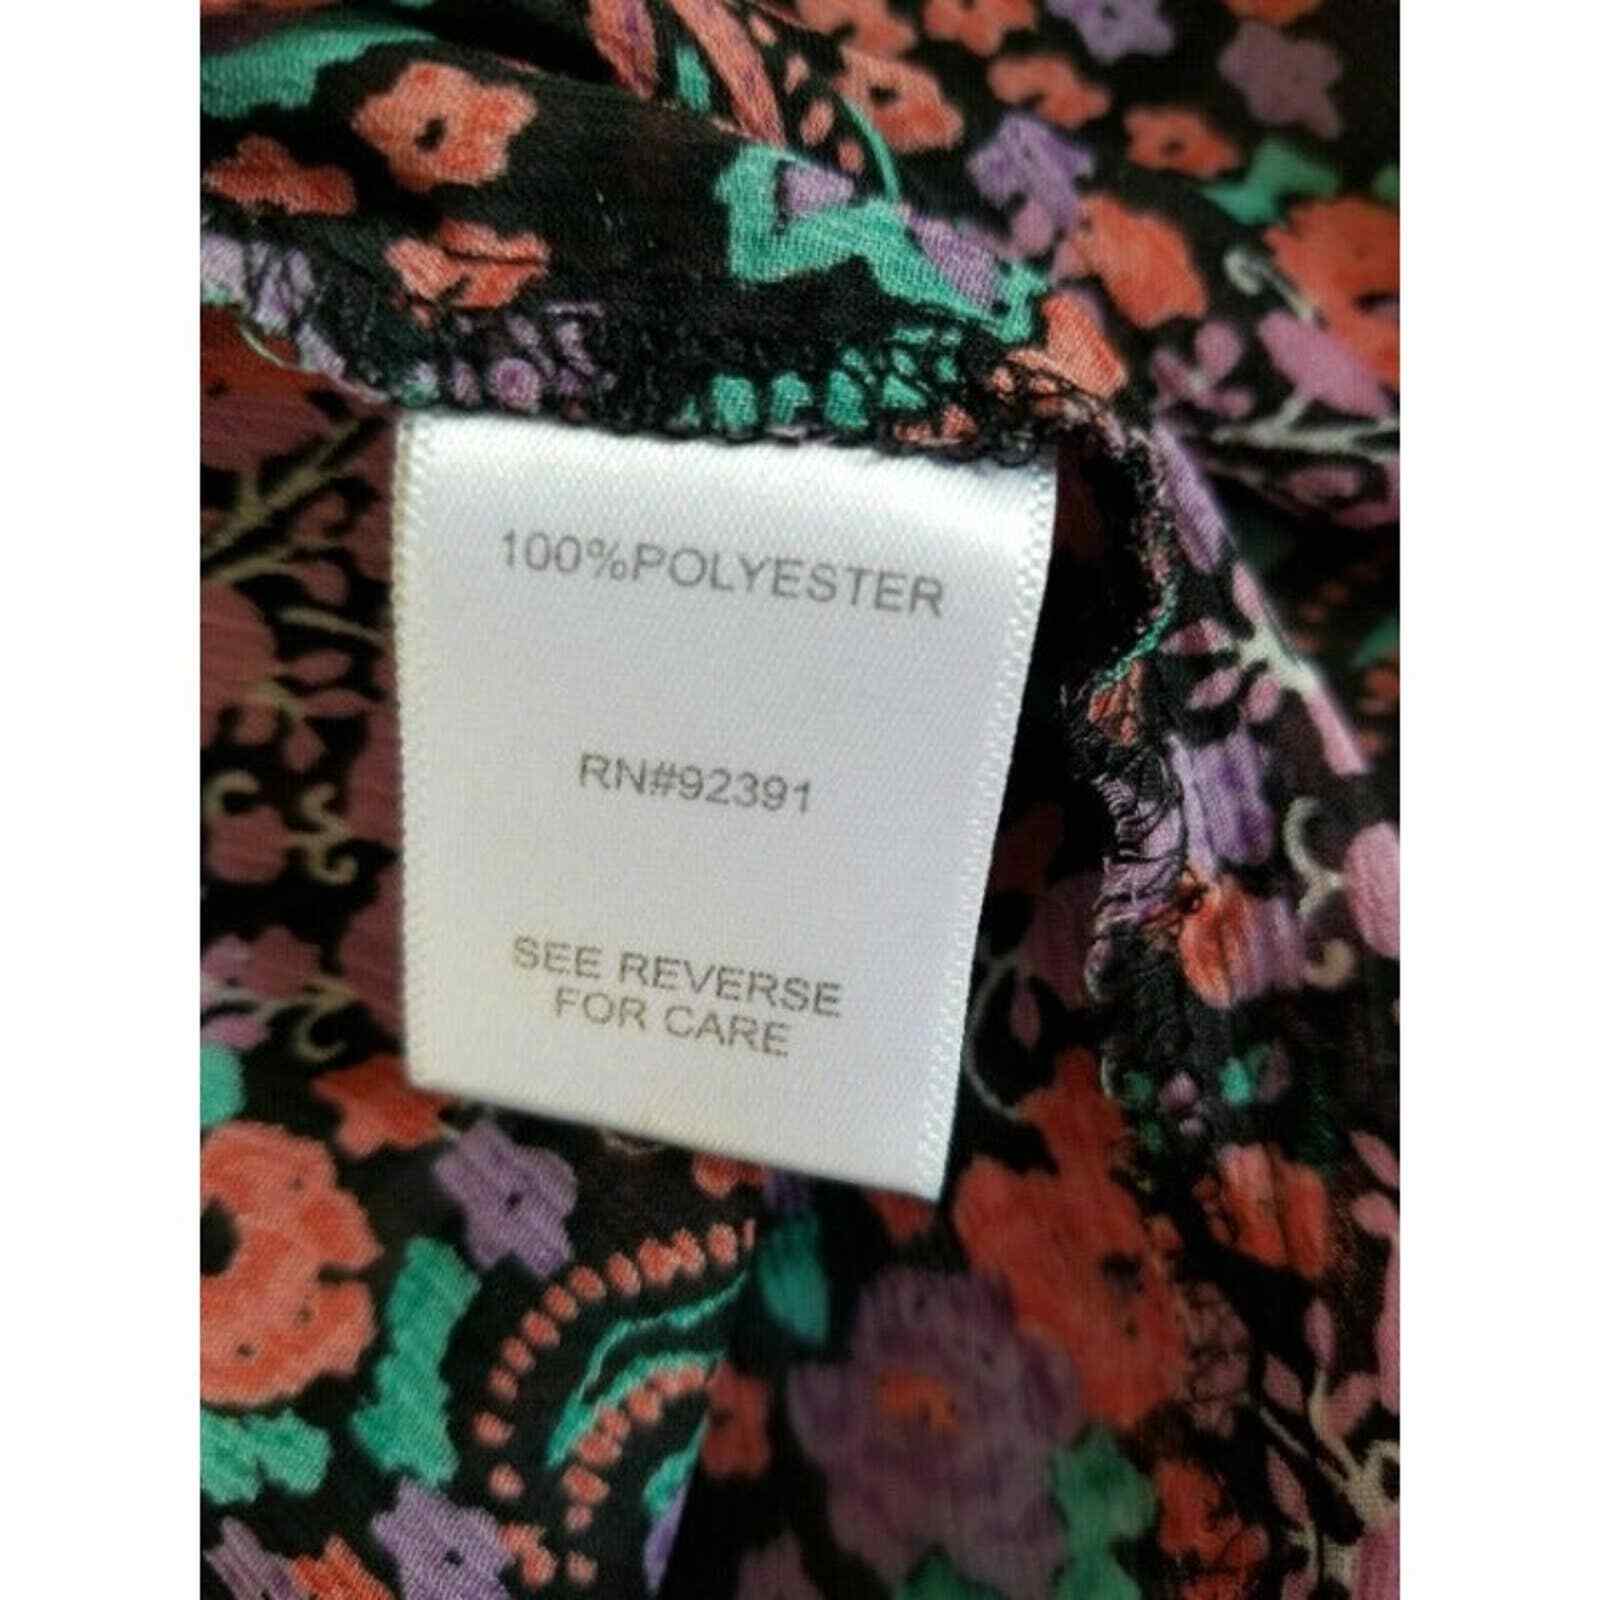 100%POLYESTER
RN#92391
SEE REVERSE
FOR CARE